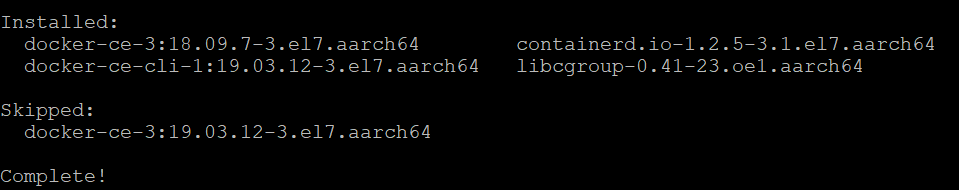 Installed:
docker-ce-3:18.09.7-3.el7.aarch64 containerd.io-1.2.5-3.1.el7.aarch64
docker-ce-cli-1:19.03.12-3.el7.aarch64 libcgroup-0.41-23.oe1.aarch64
Skipped:
docker-ce-3:19.03.12-3.el7.aarch64
Complete!